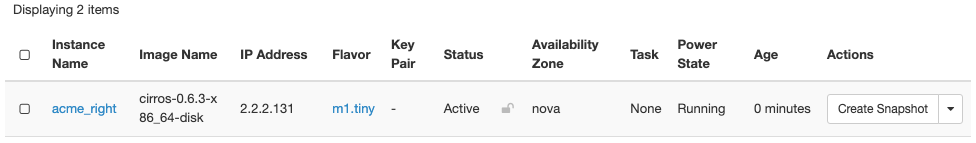 Displaying 2 items
Instance Name Image Name IP Address Flavor Key Pair Status Availability Zone Task Power State Age Actions
acme_right cirros-0.6.3-x86_64-disk 2.2.2.131 m1.tiny - Active nova None Running 0 minutes Create Snapshot